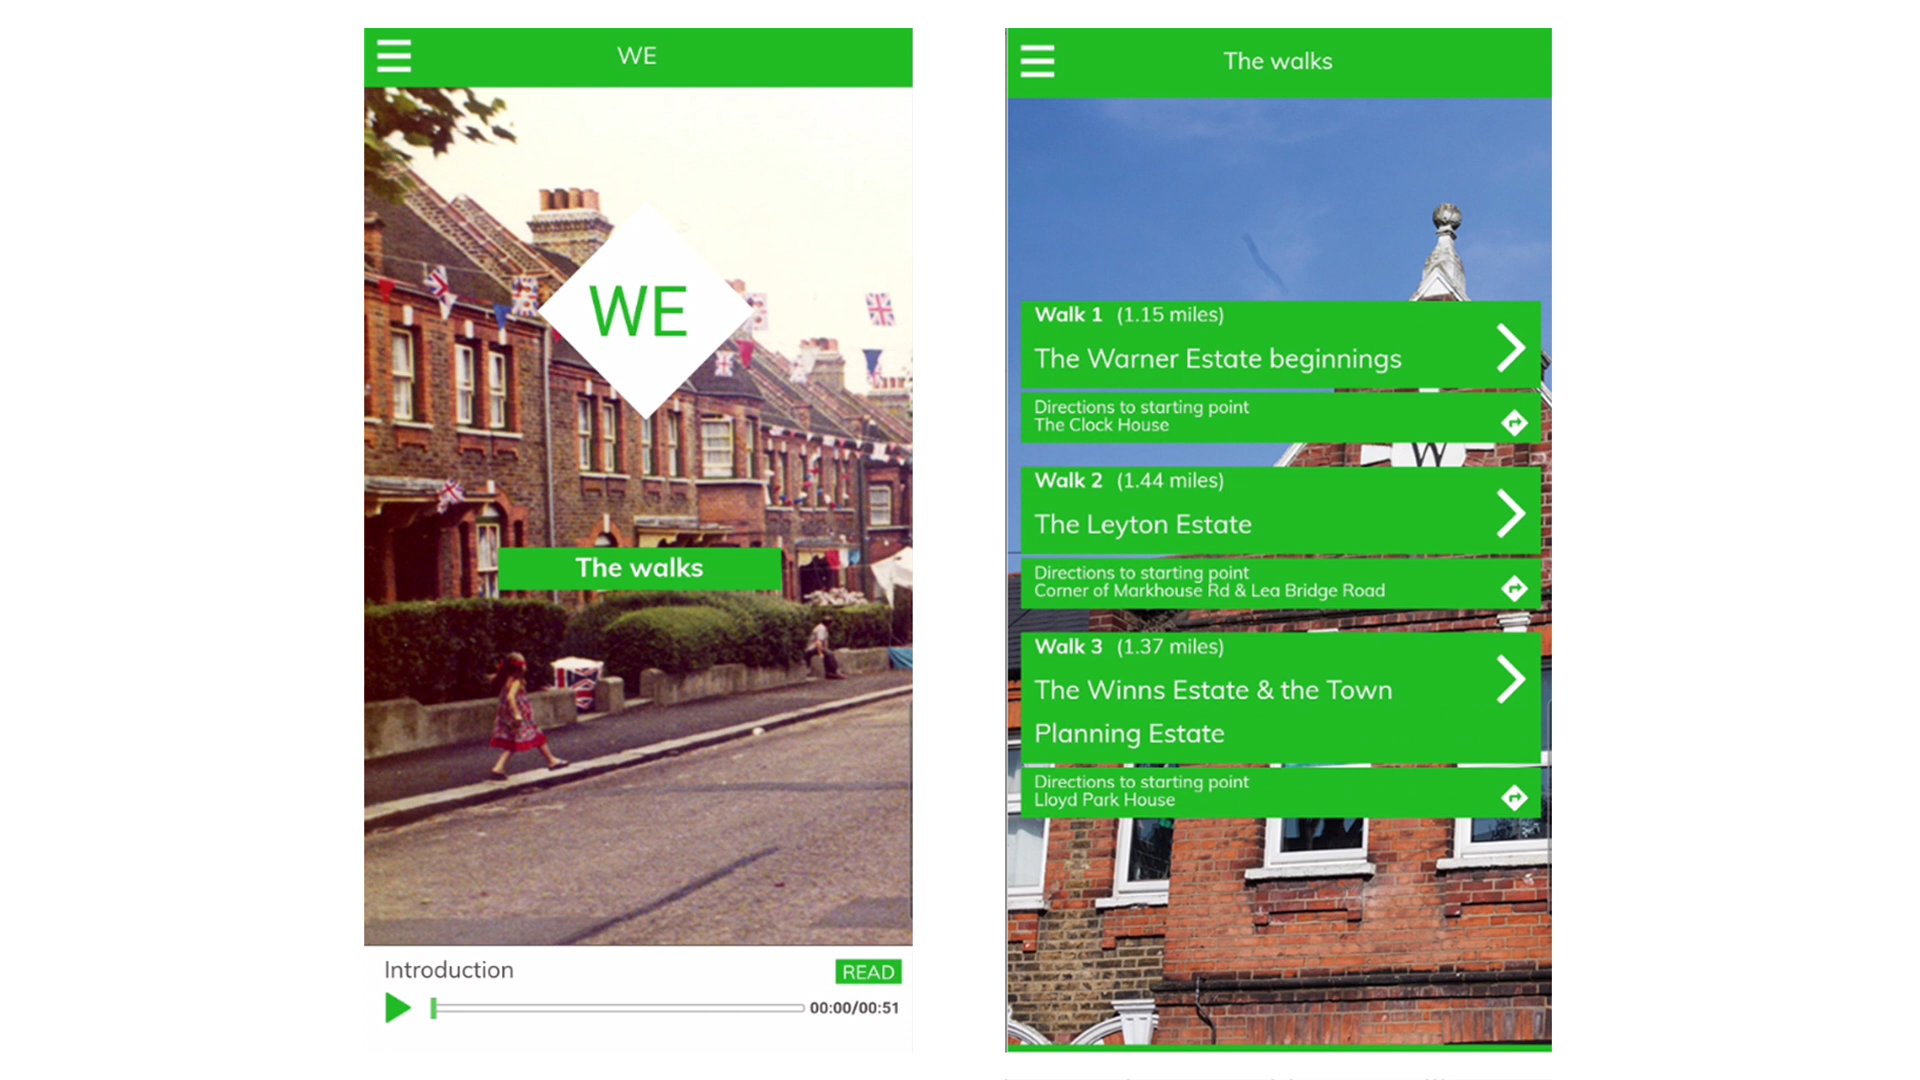 WE
WE
The walks
Introduction
READ
00:00/00:51
The walks
Walk 1 (1.15 miles)
The Warner Estate beginnings
Directions to starting point
The Clock House
W
Walk 2 (1.44 miles)
The Leyton Estate
Directions to starting point
Corner of Markhouse Rd & Lea Bridge Road
Walk 3 (1.37 miles)
The Winns Estate & the Town
Planning Estate
Directions to starting point
Lloyd Park House